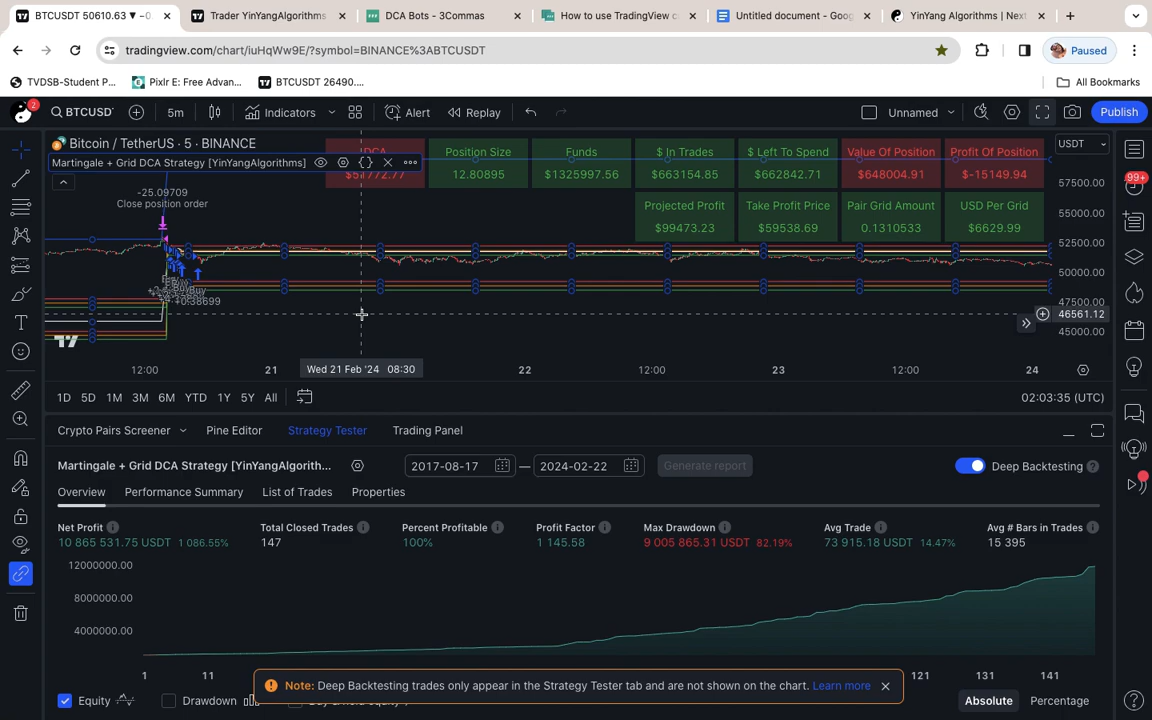 BTCUSDT 50610.63 ▼ −0
Trader YinYangAlgorithms
DCA Bots - 3Commas
How to use TradingView c
Untitled document - Goog
YinYang Algorithms | Next
tradingview.com/chart/iuHqWw9E/?symbol=BINANCE%3ABTCUSDT
Paused
TVDSB-Student P...
Pixlr E: Free Advan...
BTCUSDT 26490....
All Bookmarks
2
BTCUSD
5m
Indicators
Alert
Replay
Unnamed
Publish
Bitcoin / TetherUS · 5 · BINANCE
Martingale + Grid DCA Strategy [YinYangAlgorithms]
DCA
$51772.77
Position Size
12.80895
Funds
$1325997.56
$ In Trades
$663154.85
$ Left To Spend
$662842.71
Value Of Position
$648004.91
Profit Of Position
$-15149.94
Projected Profit
$99473.23
Take Profit Price
$59538.69
Pair Grid Amount
0.1310533
USD Per Grid
$6629.99
USDT
57500.00
55000.00
52500.00
50000.00
47500.00
46561.12
45000.00
99+
-25.09709
Close position order
+0.38699
12:00
21
Wed 21 Feb '24 08:30
22
12:00
23
12:00
24
1D
5D
1M
3M
6M
YTD
1Y
5Y
All
02:03:35 (UTC)
Crypto Pairs Screener
Pine Editor
Strategy Tester
Trading Panel
Martingale + Grid DCA Strategy [YinYangAlgorith...
2017-08-17 — 2024-02-22
Generate report
Deep Backtesting
Overview
Performance Summary
List of Trades
Properties
Net Profit
10 865 531.75 USDT 1 086.55%
Total Closed Trades
147
Percent Profitable
100%
Profit Factor
1 145.58
Max Drawdown
9 005 865.31 USDT 82.19%
Avg Trade
73 915.18 USDT 14.47%
Avg # Bars in Trades
15 395
12000000.00
8000000.00
4000000.00
1
11
121
131
141
Note: Deep Backtesting trades only appear in the Strategy Tester tab and are not shown on the chart. Learn more
Equity
Drawdown
Absolute
Percentage